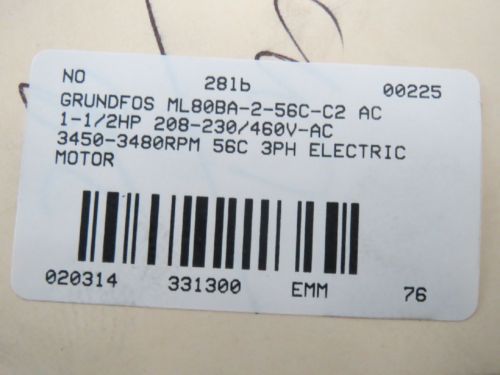 NO 28lb 00225
GRUNDFOS ML80BA-2-56C-C2 AC
1-1/2HP 208-230/460V-AC
3450-3480RPM 56C 3PH ELECTRIC
MOTOR
020314 331300 EMM 76